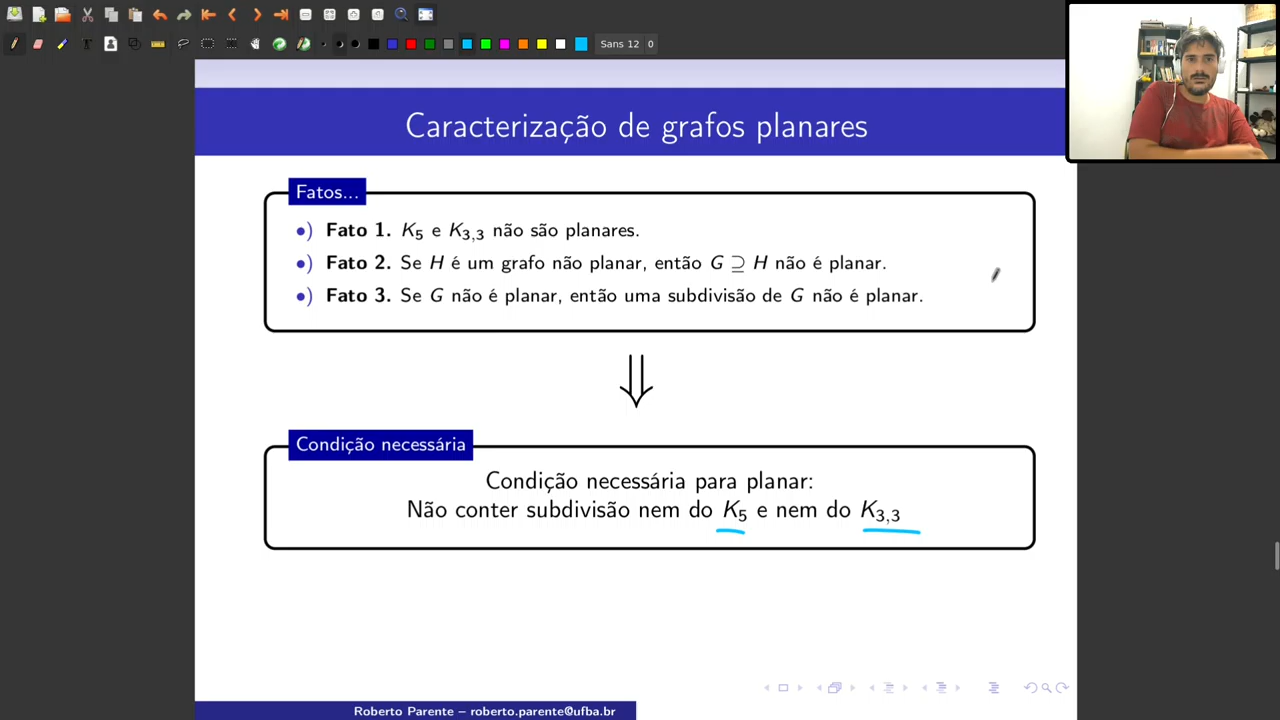 Sans 12 0
Caracterização de grafos planares
Fatos...
•) Fato 1. K5 e K3,3 não são planares.
•) Fato 2. Se H é um grafo não planar, então G ⊇ H não é planar.
•) Fato 3. Se G não é planar, então uma subdivisão de G não é planar.
⇓
Condição necessária
Condição necessária para planar:
Não conter subdivisão nem do K5 e nem do K3,3
Roberto Parente – roberto.parente@ufba.br